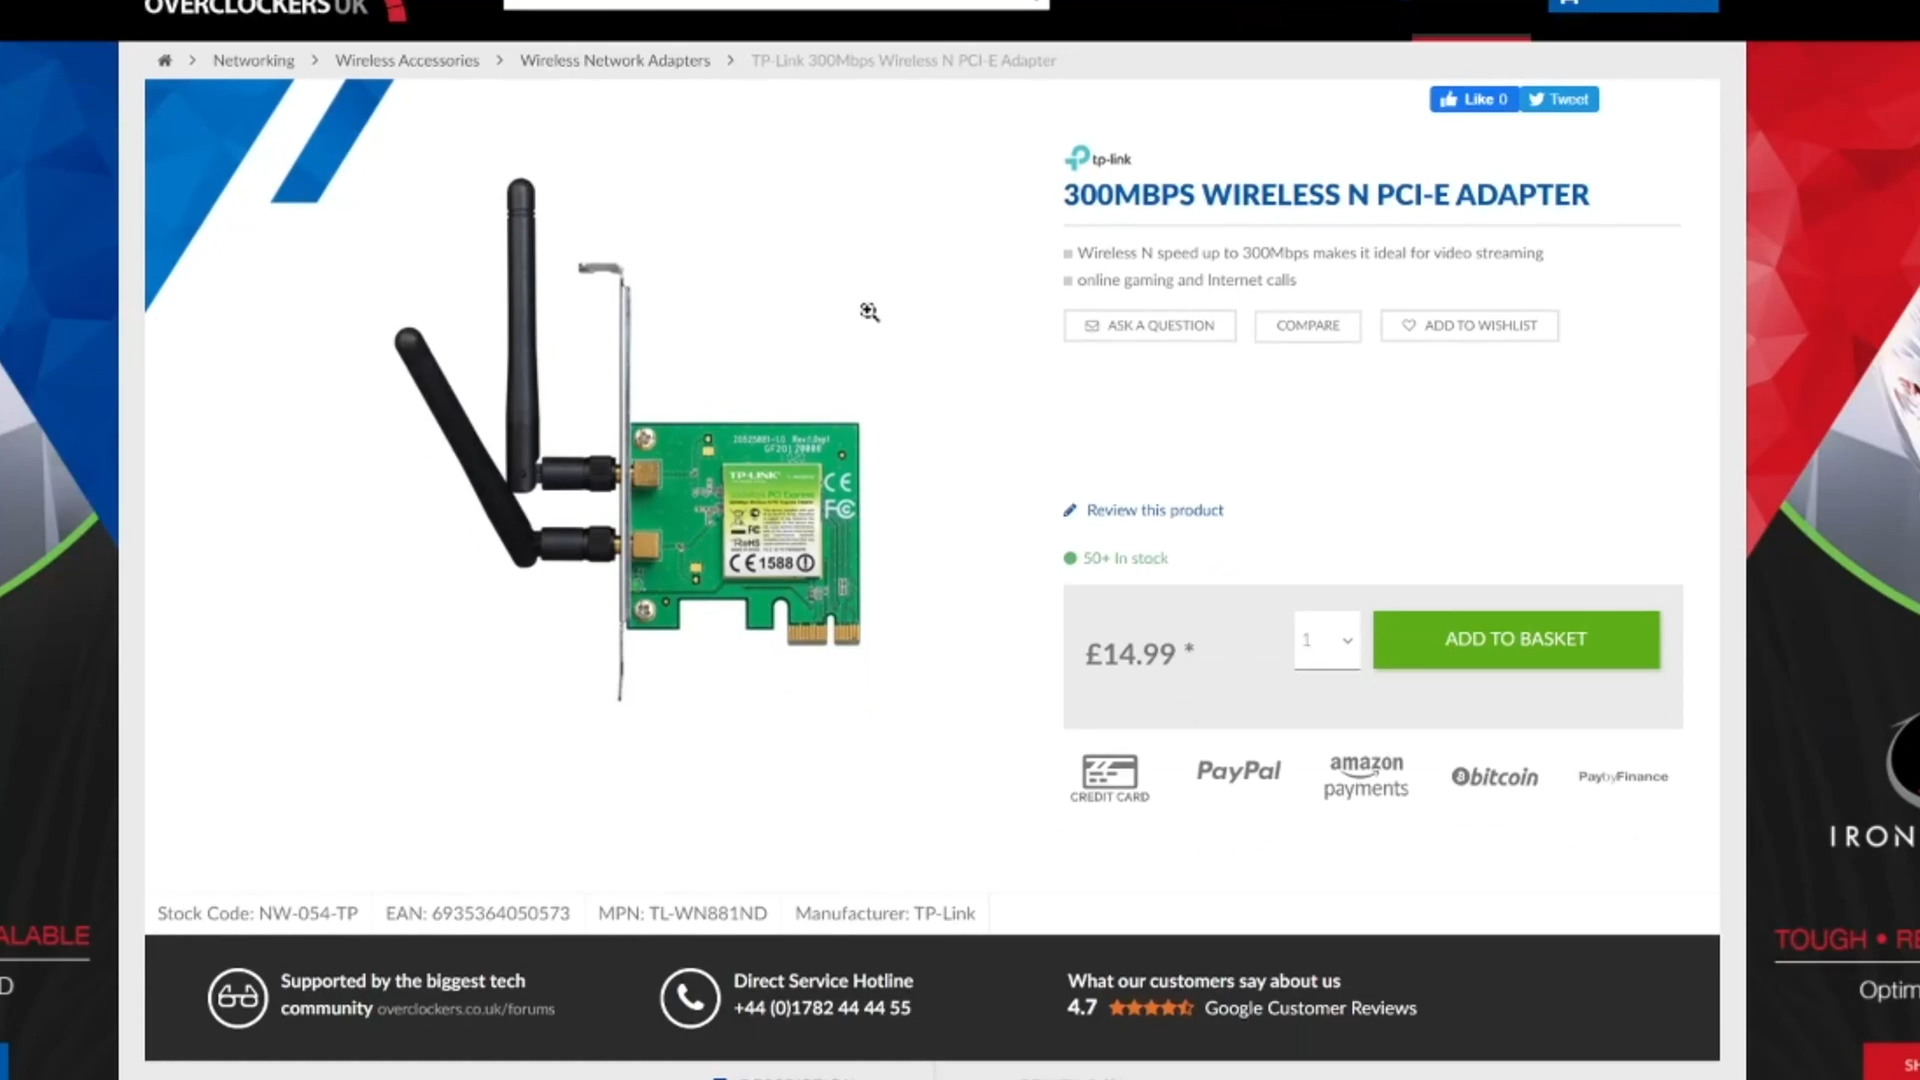 OVERCLOCKERS UK
Networking > Wireless Accessories > Wireless Network Adapters > TP-Link 300Mbps Wireless N PCI-E Adapter
Like 0 Tweet
tp-link
300MBPS WIRELESS N PCI-E ADAPTER
Wireless N speed up to 300Mbps makes it ideal for video streaming
online gaming and Internet calls
ASK A QUESTION COMPARE ADD TO WISHLIST
TP-LINK
CE
FC
RoHS
CE 1588
Review this product
50+ In stock
£14.99 * 1 ADD TO BASKET
CREDIT CARD PayPal amazon payments bitcoin PaybyFinance
IRON
Stock Code: NW-054-TP EAN: 6935364050573 MPN: TL-WN881ND Manufacturer: TP-Link
ALABLE
D
TOUGH • RE
Optim
Supported by the biggest tech
community overclockers.co.uk/forums
Direct Service Hotline
+44 (0)1782 44 44 55
What our customers say about us
4.7 Google Customer Reviews
SH